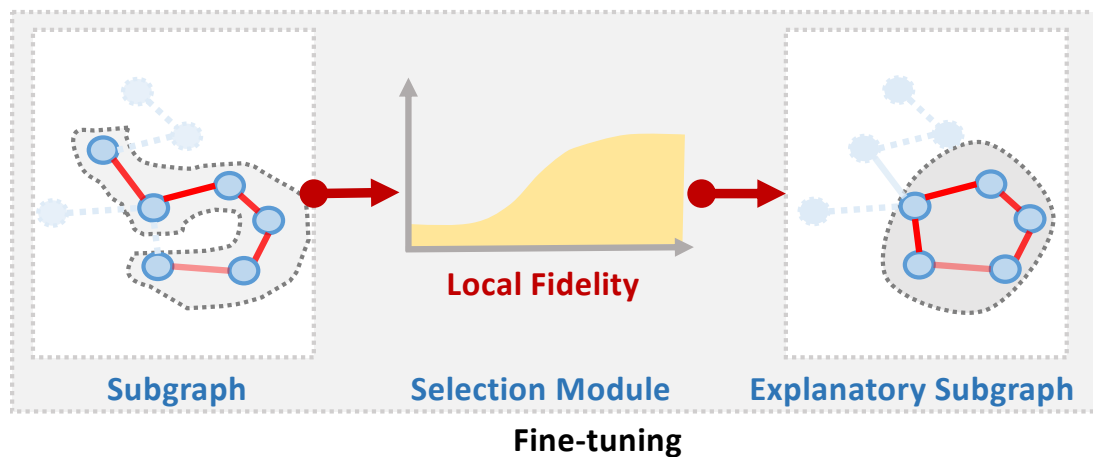 Local Fidelity
Subgraph
Selection Module
Explanatory Subgraph
Fine-tuning